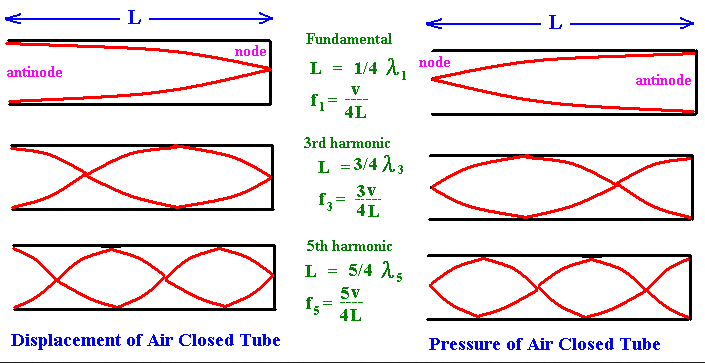 L
L
node
antinode
Fundamental
L = 1/4 λ1
f1 = v/4L
node
antinode
3rd harmonic
L = 3/4 λ3
f3 = 3v/4L
5th harmonic
L = 5/4 λ5
f5 = 5v/4L
Displacement of Air Closed Tube
Pressure of Air Closed Tube